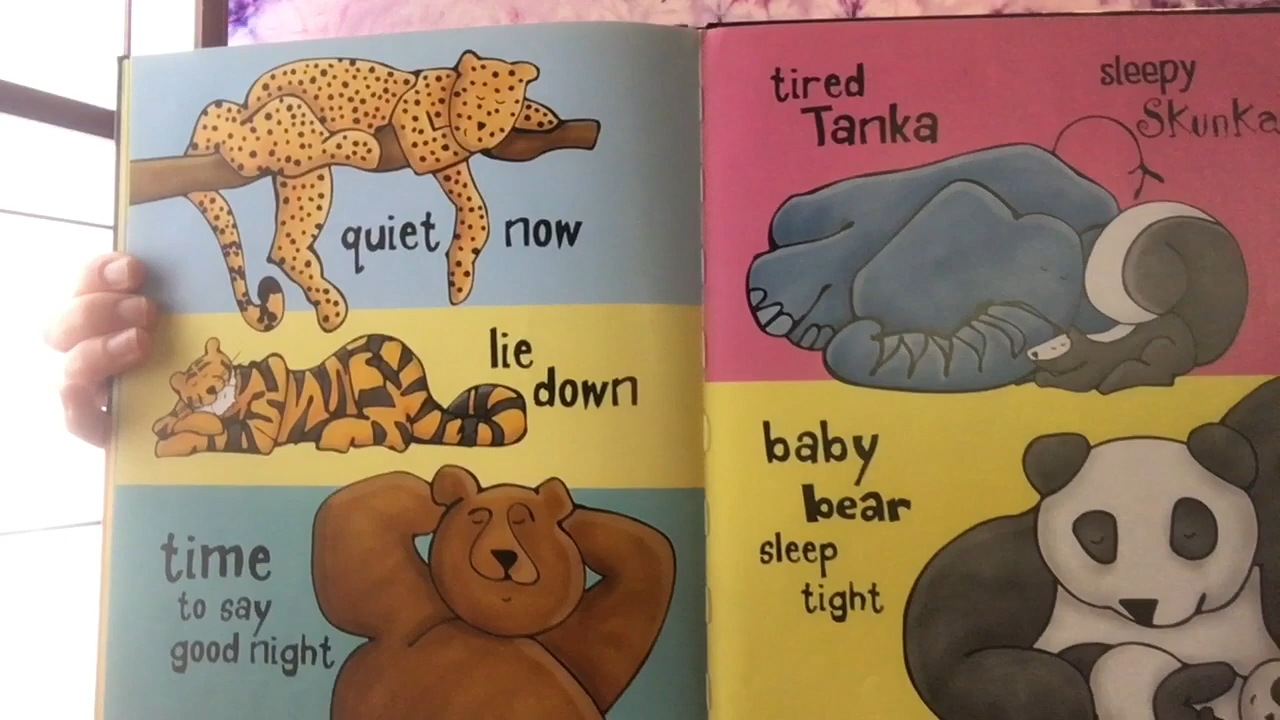 quiet now
lie
down
time
to say
good night
tired
Tanka
sleepy
Skunka
baby
bear
sleep
tight